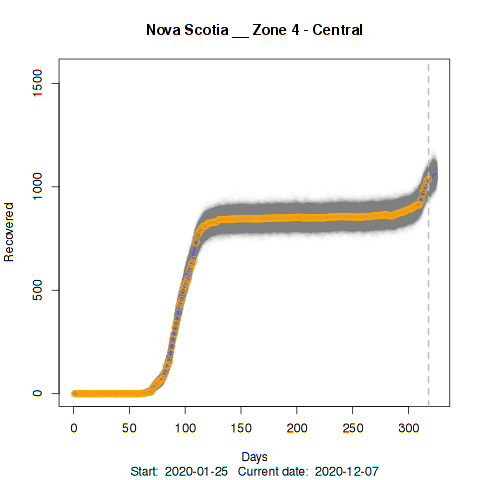 Nova Scotia __ Zone 4 - Central
1500
1000
500
0
Recovered
0 50 100 150 200 250 300
Days
Start: 2020-01-25 Current date: 2020-12-07